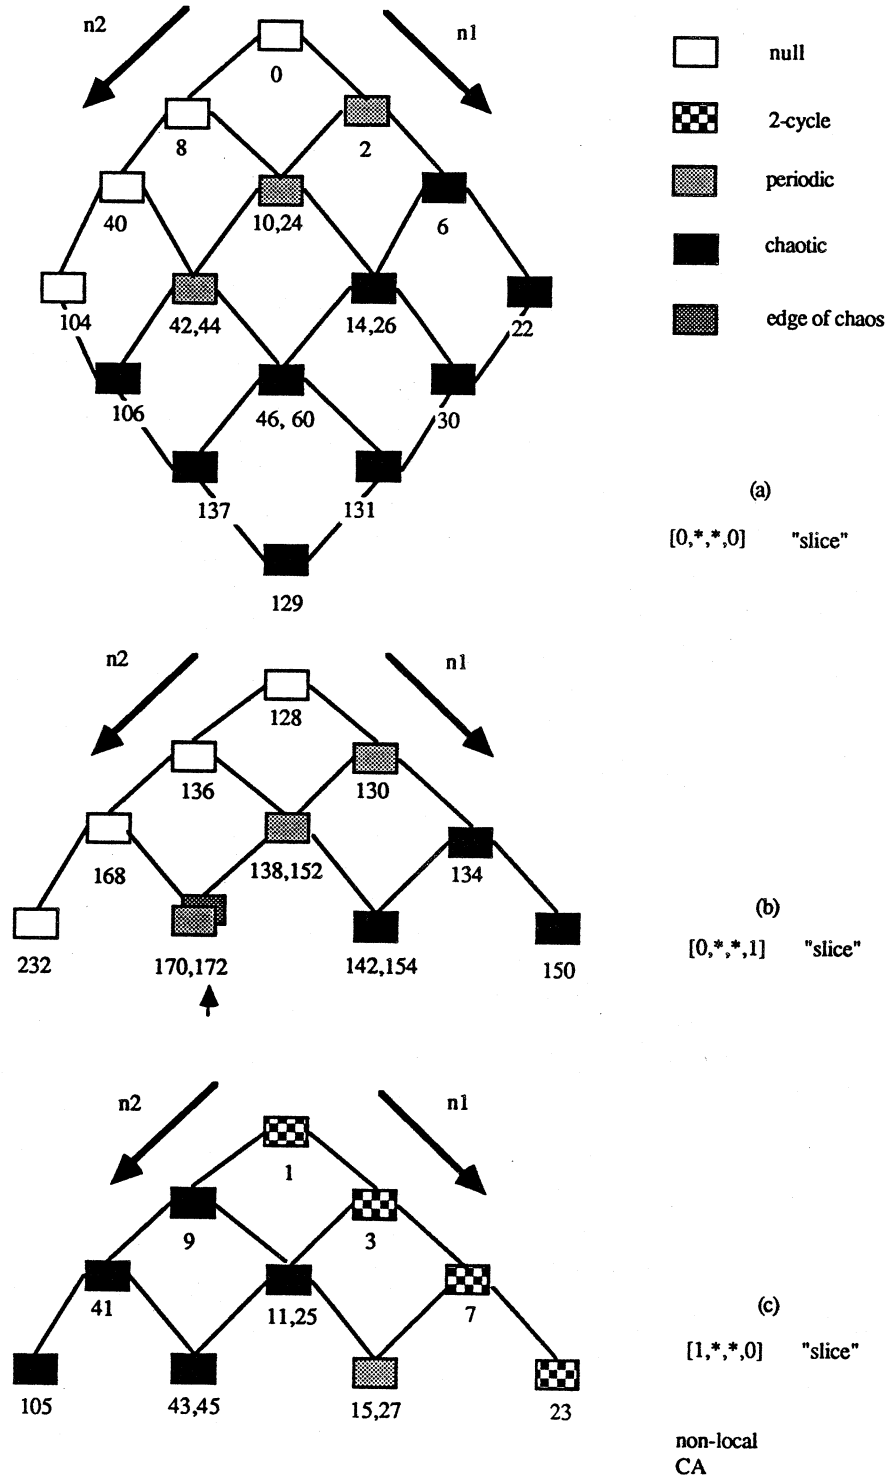 n2
n1
0
8
2
40
10,24
6
104
42,44
14,26
22
106
46, 60
30
137
131
129
null
2-cycle
periodic
chaotic
edge of chaos
(a)
[0,*,*,0] "slice"
n2
n1
128
136
130
168
138,152
134
232
170,172
142,154
150
(b)
[0,*,*,1] "slice"
n2
n1
1
9
3
41
11,25
7
105
43,45
15,27
23
(c)
[1,*,*,0] "slice"
non-local
CA